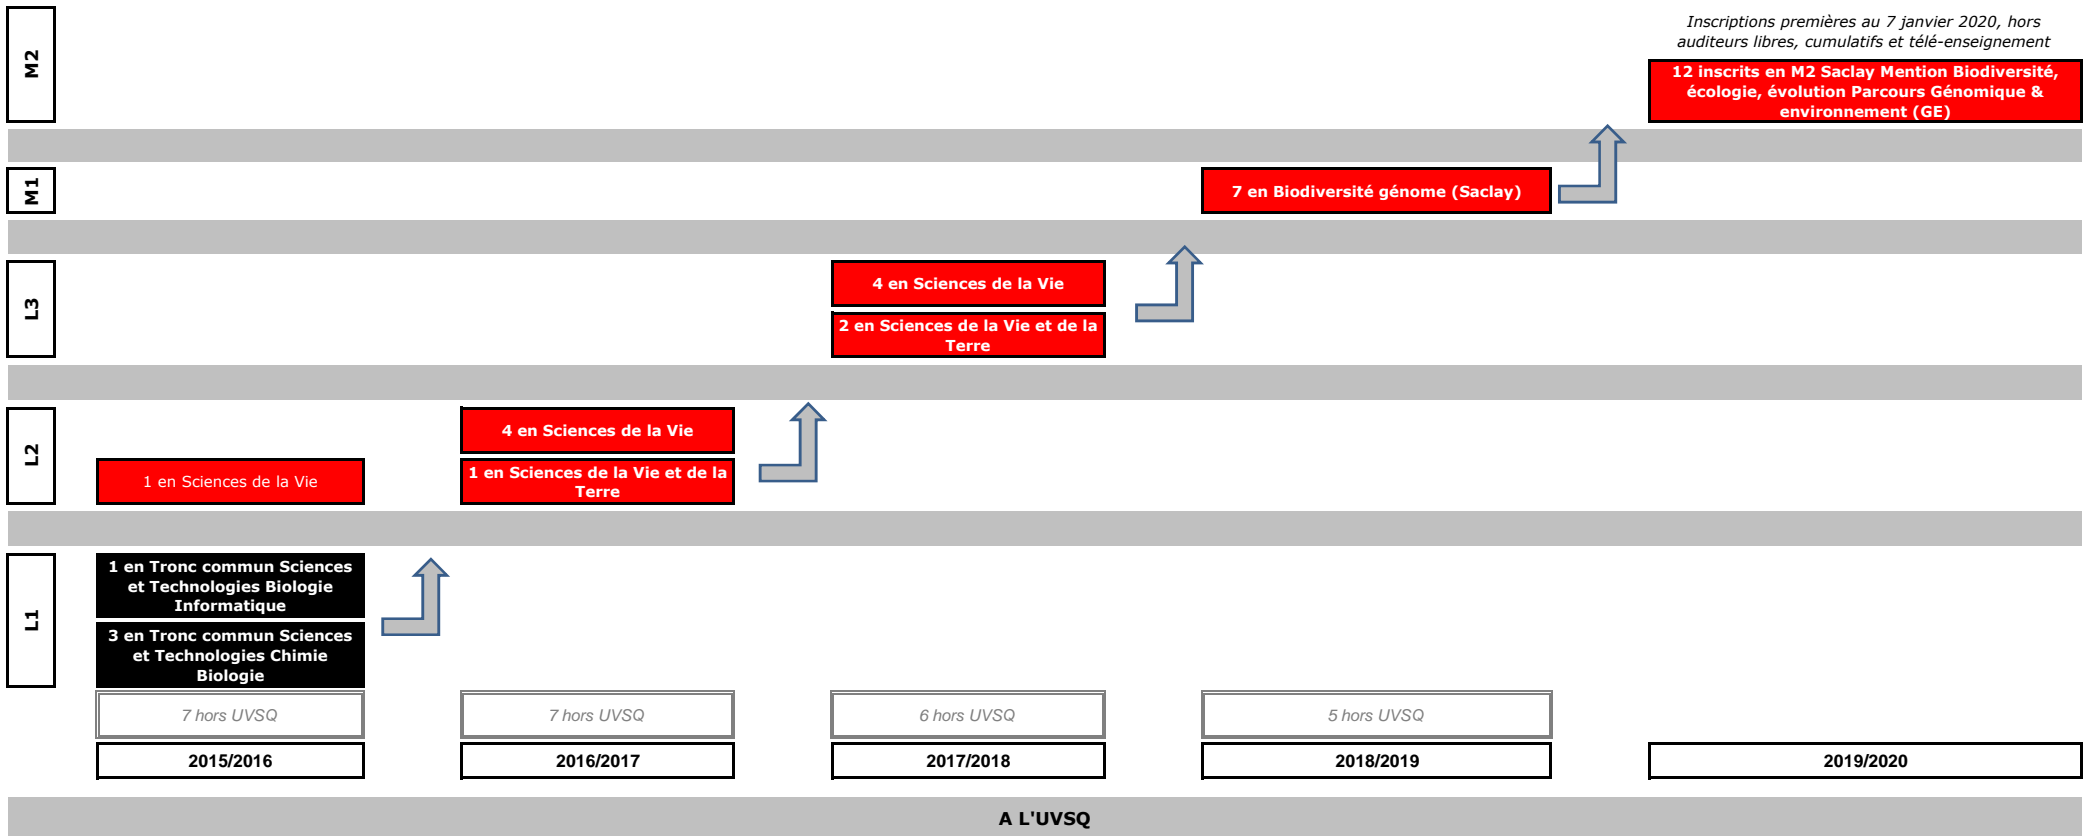 Inscriptions premières au 7 janvier 2020, hors
auditeurs libres, cumulatifs et télé-enseignement
M2
12 inscrits en M2 Saclay Mention Biodiversité,
écologie, évolution Parcours Génomique &
environnement (GE)
M1
7 en Biodiversité génome (Saclay)
L3
4 en Sciences de la Vie
2 en Sciences de la Vie et de la
Terre
L2
4 en Sciences de la Vie
1 en Sciences de la Vie
1 en Sciences de la Vie et de la
Terre
L1
1 en Tronc commun Sciences
et Technologies Biologie
Informatique
3 en Tronc commun Sciences
et Technologies Chimie
Biologie
7 hors UVSQ
7 hors UVSQ
6 hors UVSQ
5 hors UVSQ
2015/2016
2016/2017
2017/2018
2018/2019
2019/2020
A L'UVSQ